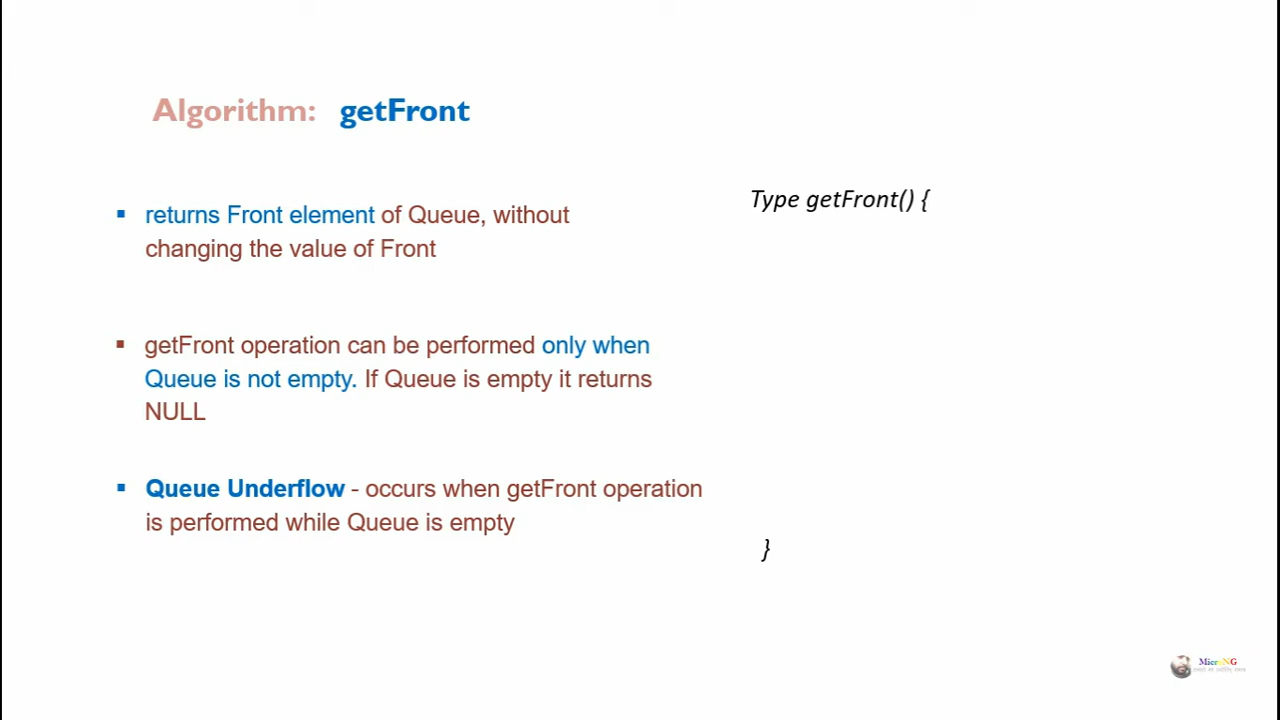 Algorithm: getFront
▪ returns Front element of Queue, without
changing the value of Front
▪ getFront operation can be performed only when
Queue is not empty. If Queue is empty it returns
NULL
▪ Queue Underflow - occurs when getFront operation
is performed while Queue is empty
Type getFront() {
}
MicroNG